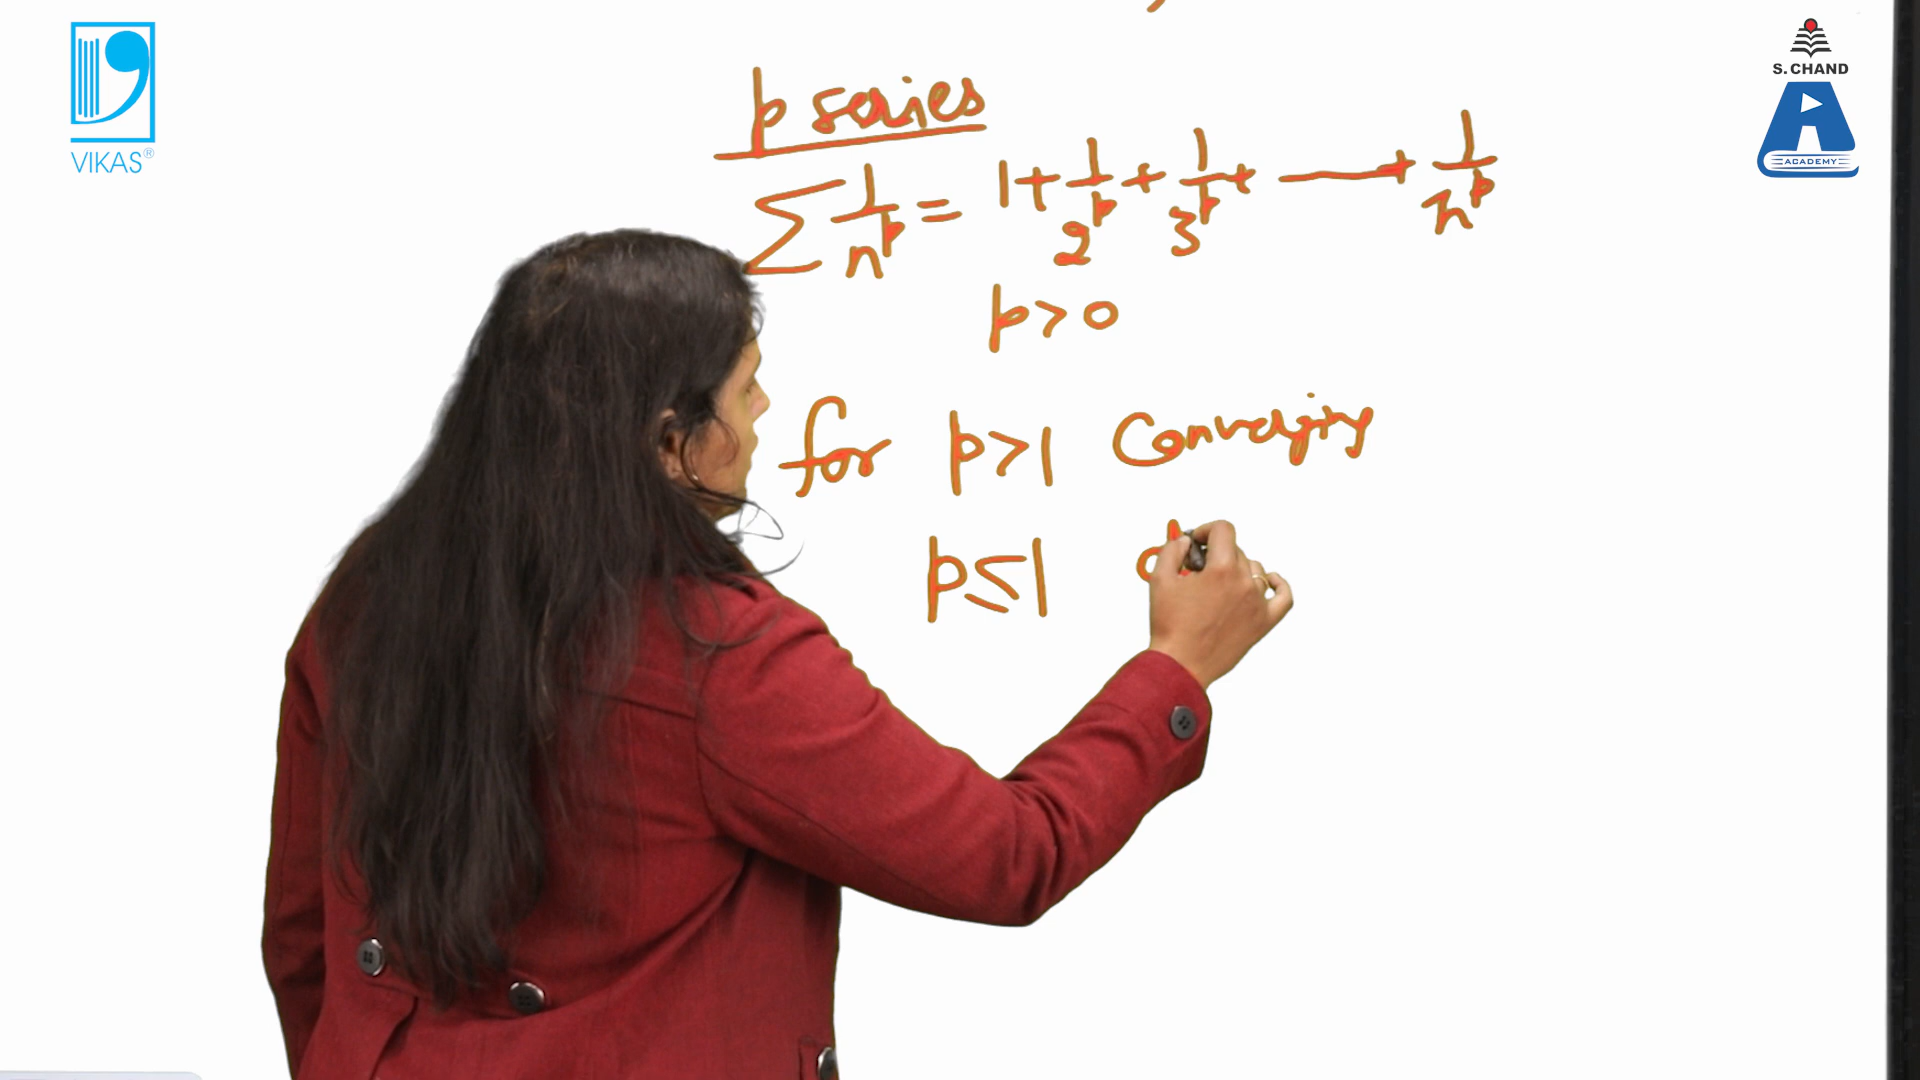 VIKAS®
S. CHAND
ACADEMY
p series
∑ 1/n^p = 1 + 1/2^p + 1/3^p + —— + 1/n^p
p > 0
for p > 1 Converging
p ≤ 1 d